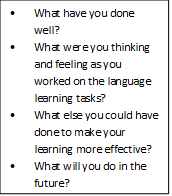 • What have you done
well?
• What were you thinking
and feeling as you
worked on the language
learning tasks?
• What else you could have
done to make your
learning more effective?
• What will you do in the
future?